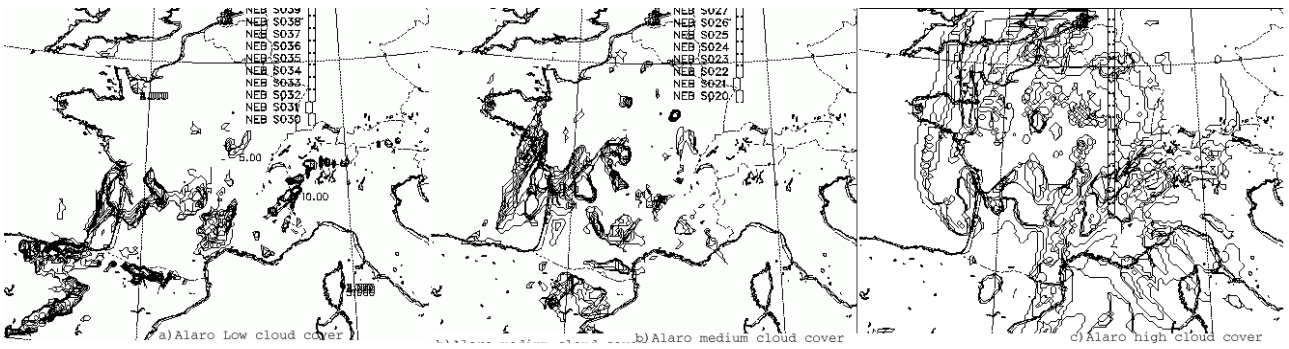 NEB S039
NEB S038
NEB S037
NEB S036
NEB S035
NEB S034
NEB S033
NEB S032
NEB S031
NEB S030
5.00
10.00
a)Alaro Low cloud cover
NEB S027
NEB S026
NEB S025
NEB S024
NEB S023
NEB S022
NEB S021
NEB S020
b)Alaro medium cloud cover
c)Alaro high cloud cover